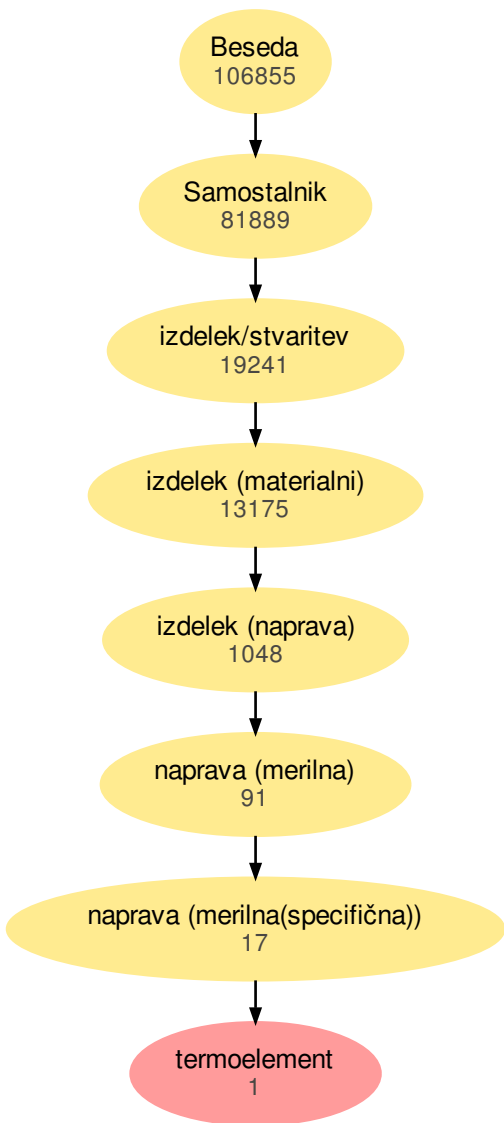 Beseda
106855
Samostalnik
81889
izdelek/stvaritev
19241
izdelek (materialni)
13175
izdelek (naprava)
1048
naprava (merilna)
91
naprava (merilna(specifična))
17
termoelement
1